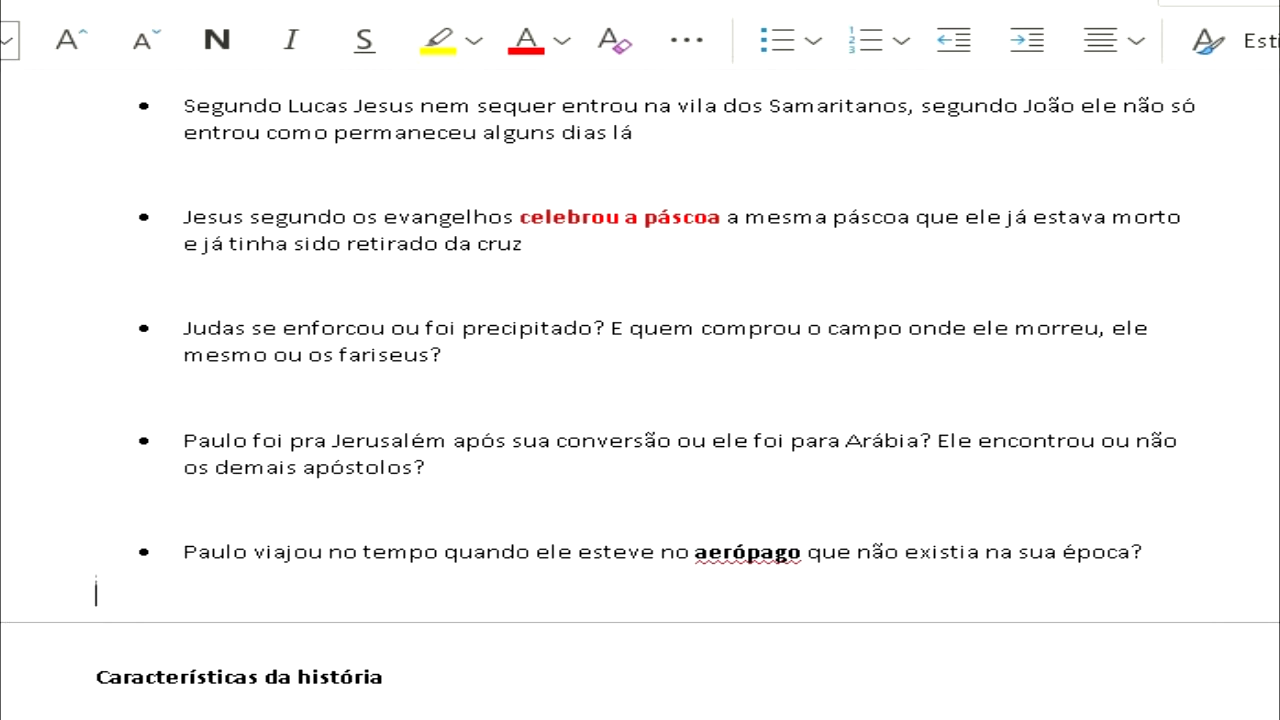 N I S A A Esti
Segundo Lucas Jesus nem sequer entrou na vila dos Samaritanos, segundo João ele não só
entrou como permaneceu alguns dias lá
Jesus segundo os evangelhos celebrou a páscoa a mesma páscoa que ele já estava morto
e já tinha sido retirado da cruz
Judas se enforcou ou foi precipitado? E quem comprou o campo onde ele morreu, ele
mesmo ou os fariseus?
Paulo foi pra Jerusalém após sua conversão ou ele foi para Arábia? Ele encontrou ou não
os demais apóstolos?
Paulo viajou no tempo quando ele esteve no aerópago que não existia na sua época?
Características da história